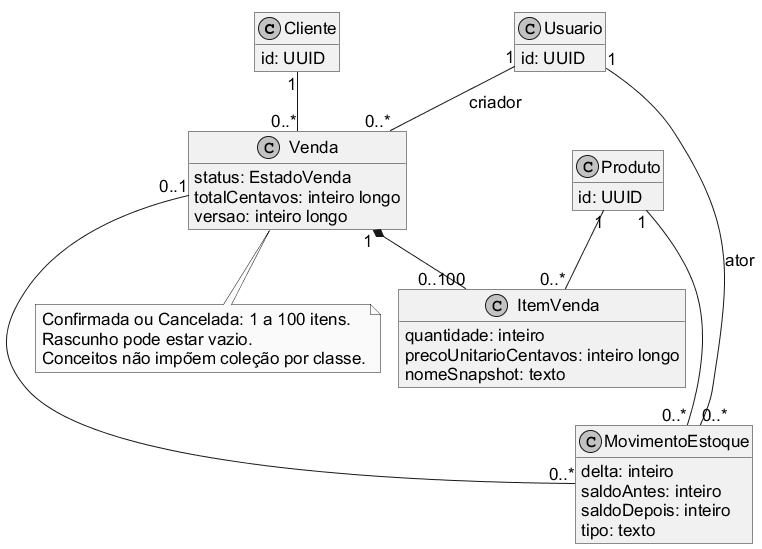 C Cliente
id: UUID
C Usuario
id: UUID
1
1
1
criador
0..*
0..*
C Venda
status: EstadoVenda
totalCentavos: inteiro longo
versao: inteiro longo
0..1
1
C Produto
id: UUID
1
1
ator
0..100
0..*
Confirmada ou Cancelada: 1 a 100 itens.
Rascunho pode estar vazio.
Conceitos não impõem coleção por classe.
C ItemVenda
quantidade: inteiro
precoUnitarioCentavos: inteiro longo
nomeSnapshot: texto
0..*
0..*
0..*
C MovimentoEstoque
delta: inteiro
saldoAntes: inteiro
saldoDepois: inteiro
tipo: texto